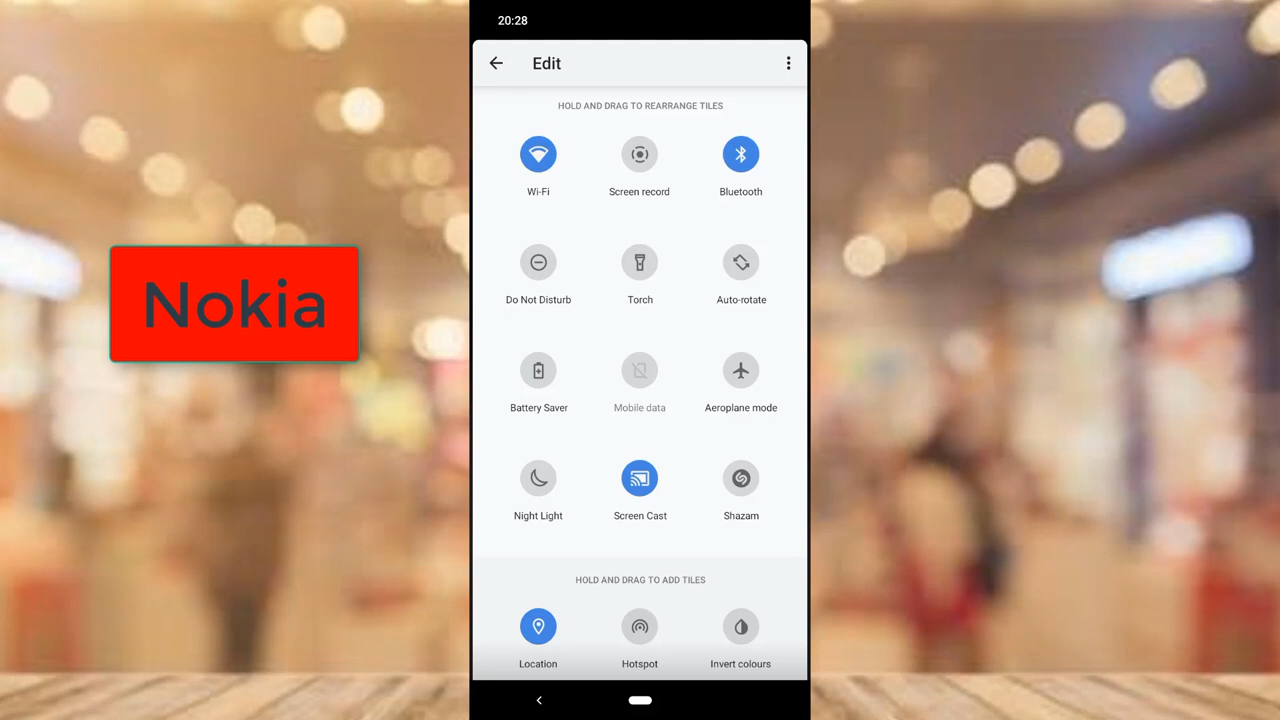 20:28
Edit
HOLD AND DRAG TO REARRANGE TILES
Wi-Fi Screen record Bluetooth
Nokia
Do Not Disturb Torch Auto-rotate
Battery Saver Mobile data Aeroplane mode
Night Light Screen Cast Shazam
HOLD AND DRAG TO ADD TILES
Location Hotspot Invert colours